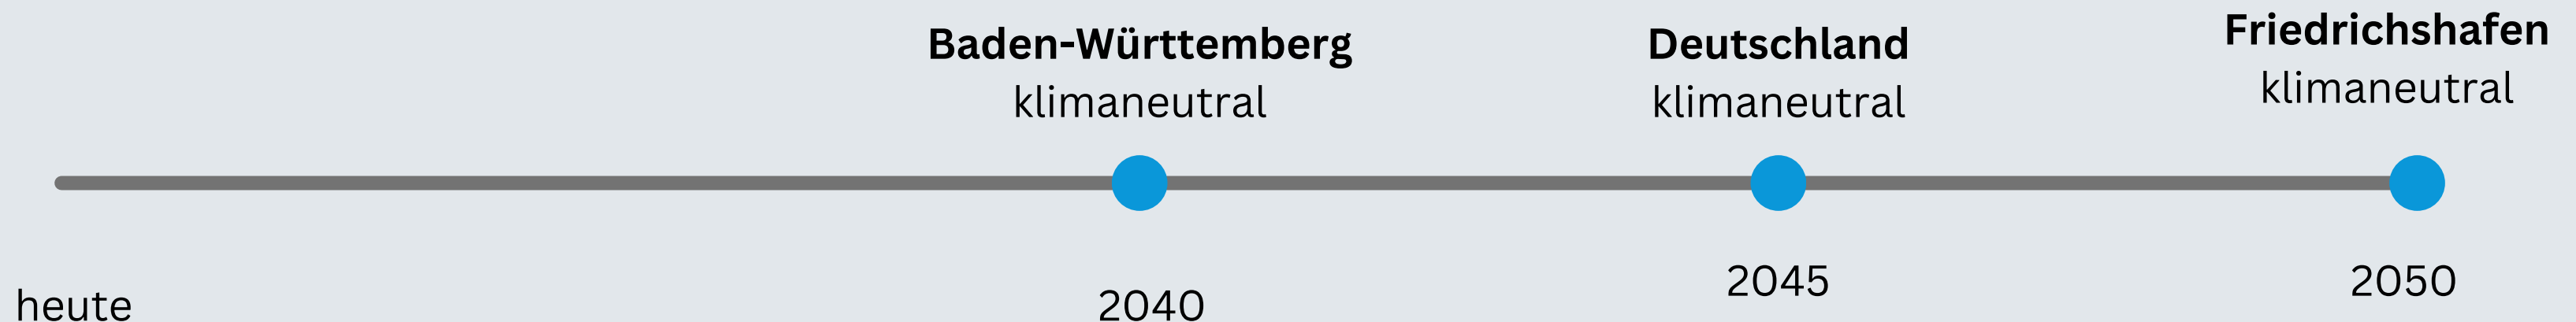 Baden-Württemberg
klimaneutral
Deutschland
klimaneutral
Friedrichshafen
klimaneutral
heute
2040
2045
2050